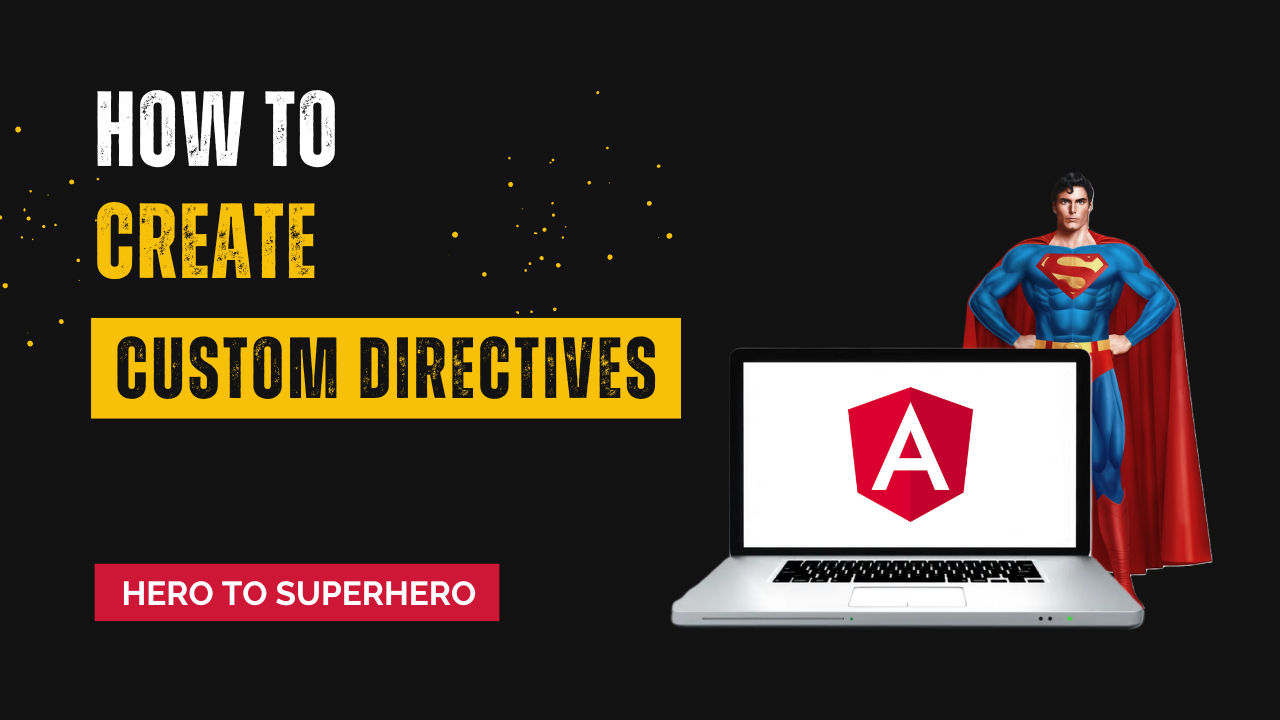 HOW TO
CREATE
CUSTOM DIRECTIVES
HERO TO SUPERHERO
S
A